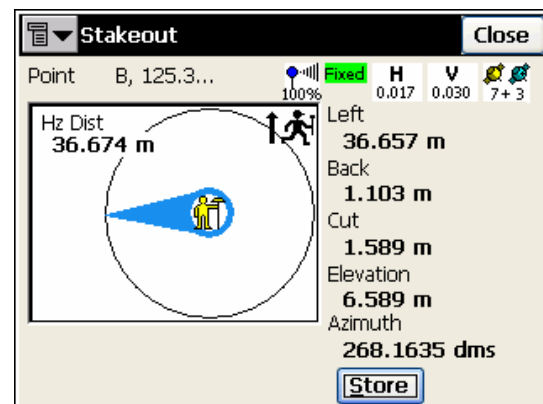 Stakeout
Close
Point B, 125.3...
100%
Fixed
H
0.017
V
0.030
7+ 3
Hz Dist
36.674 m
Left
36.657 m
Back
1.103 m
Cut
1.589 m
Elevation
6.589 m
Azimuth
268.1635 dms
Store